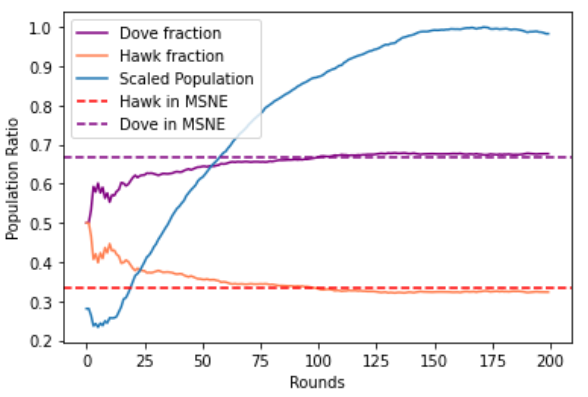 1.0
0.9
0.8
0.7
0.6
0.5
0.4
0.3
0.2
Population Ratio
Dove fraction
Hawk fraction
Scaled Population
Hawk in MSNE
Dove in MSNE
0 25 50 75 100 125 150 175 200
Rounds